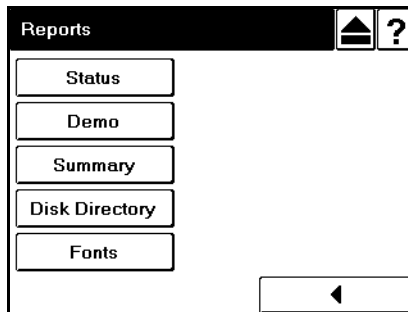 Reports
?
Status
Demo
Summary
Disk Directory
Fonts